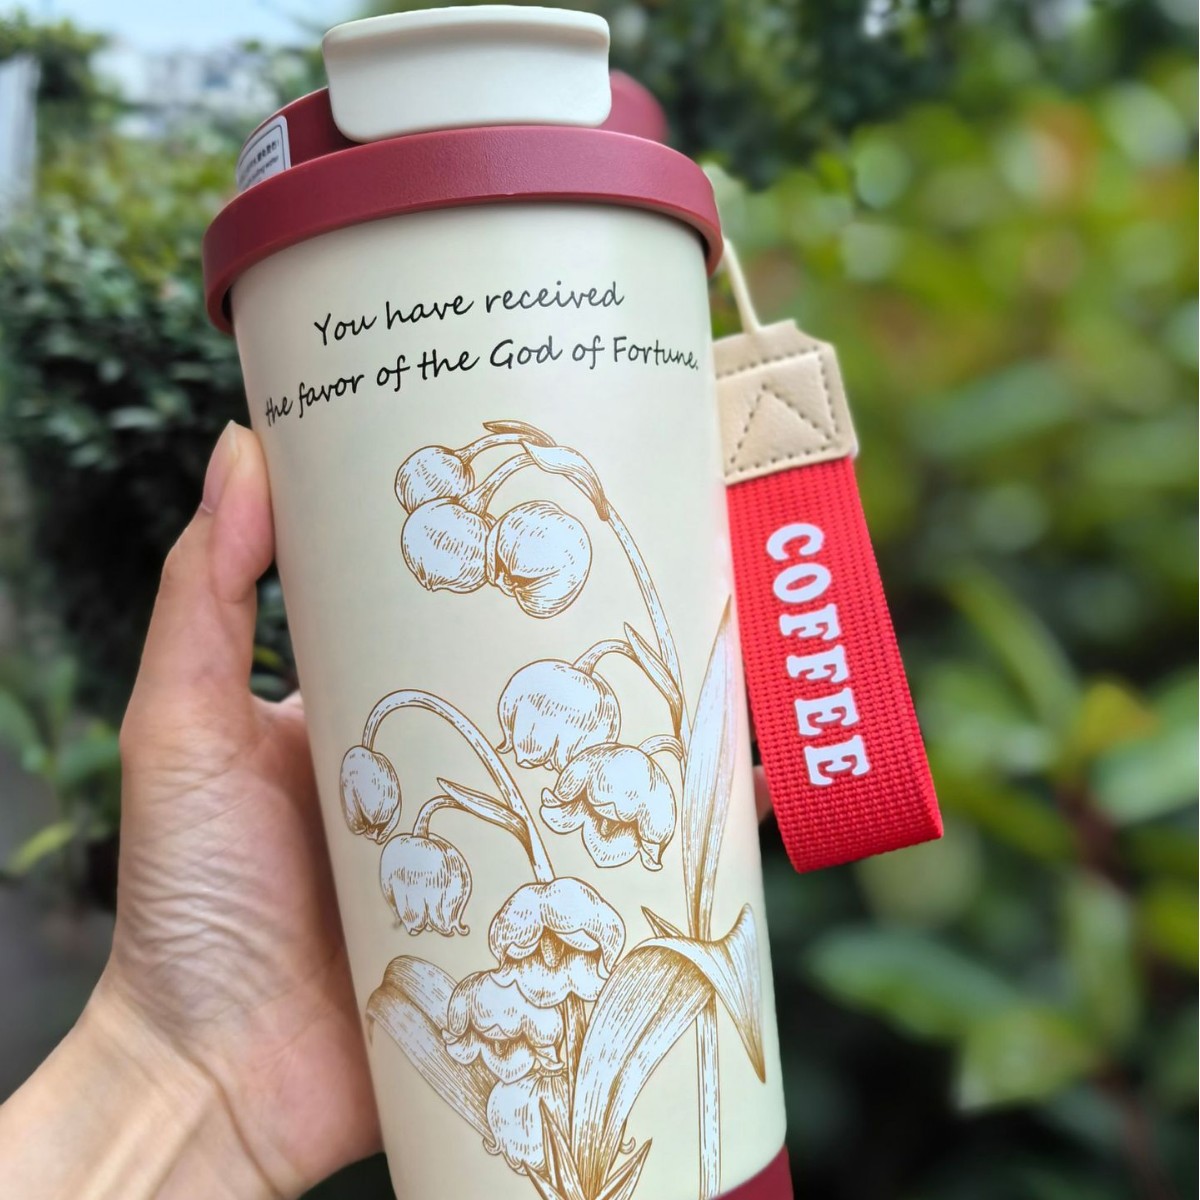 You have received
the favor of the God of Fortune.
COFFEE